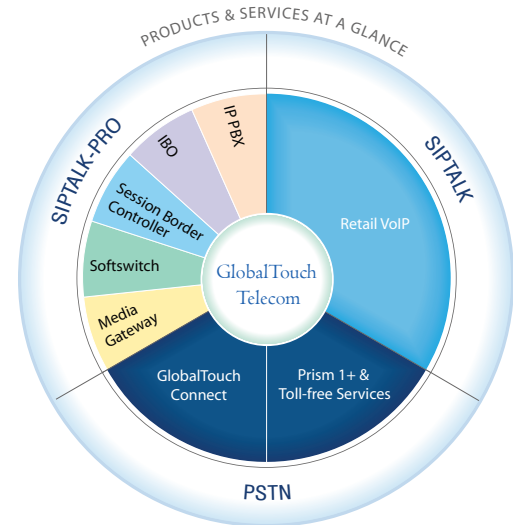 PRODUCTS & SERVICES AT A GLANCE
SIPTALK-PRO
SIPTALK
IP PBX
IBO
Session Border
Controller
Softswitch
Media
Gateway
Retail VoIP
GlobalTouch
Telecom
GlobalTouch
Connect
Prism 1+ &
Toll-free Services
PSTN